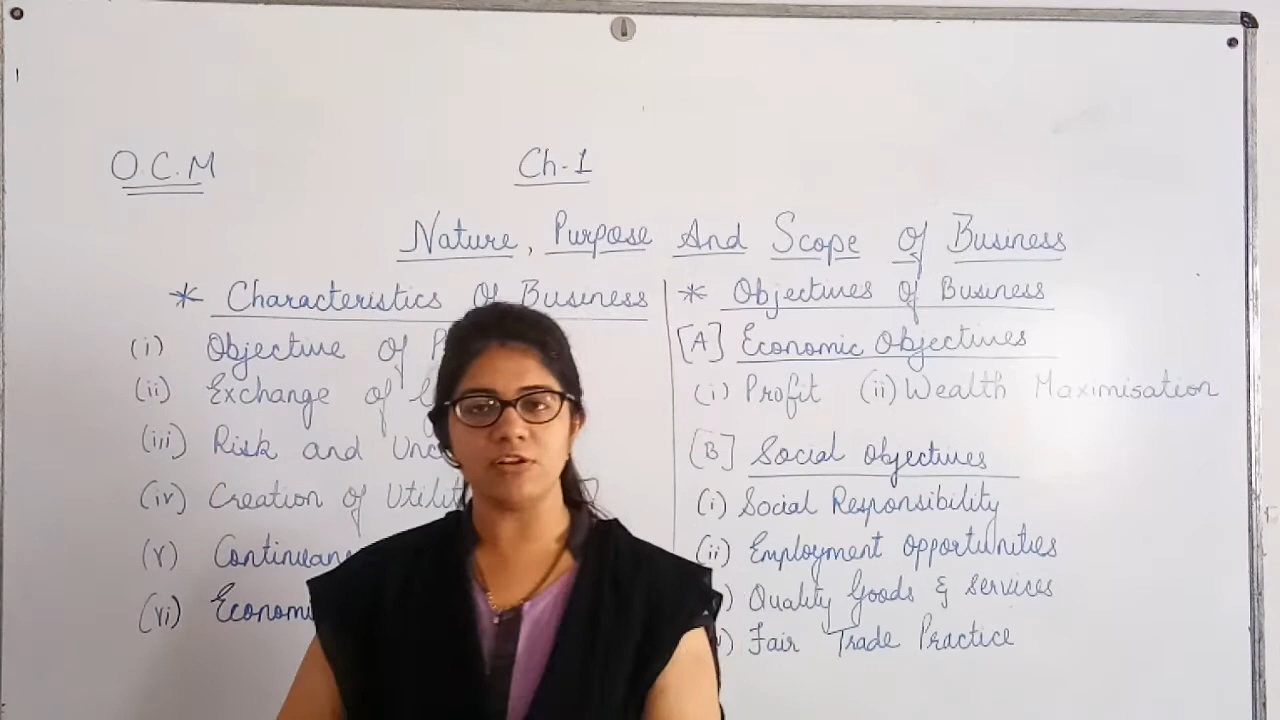 O.C.M
Ch-1
Nature, Purpose And Scope Of Business
* Characteristics Of Business
(i) Objective of
(ii) Exchange of
(iii) Risk and
(iv) Creation of
(v)
(vi)
* Objectives of Business
[A] Economic Objectives
(i) Profit (ii) Wealth Maximisation
[B] Social Objectives
(i) Social Responsibility
(ii) Employment opportunities
Quality Goods & Services
Fair Trade Practice